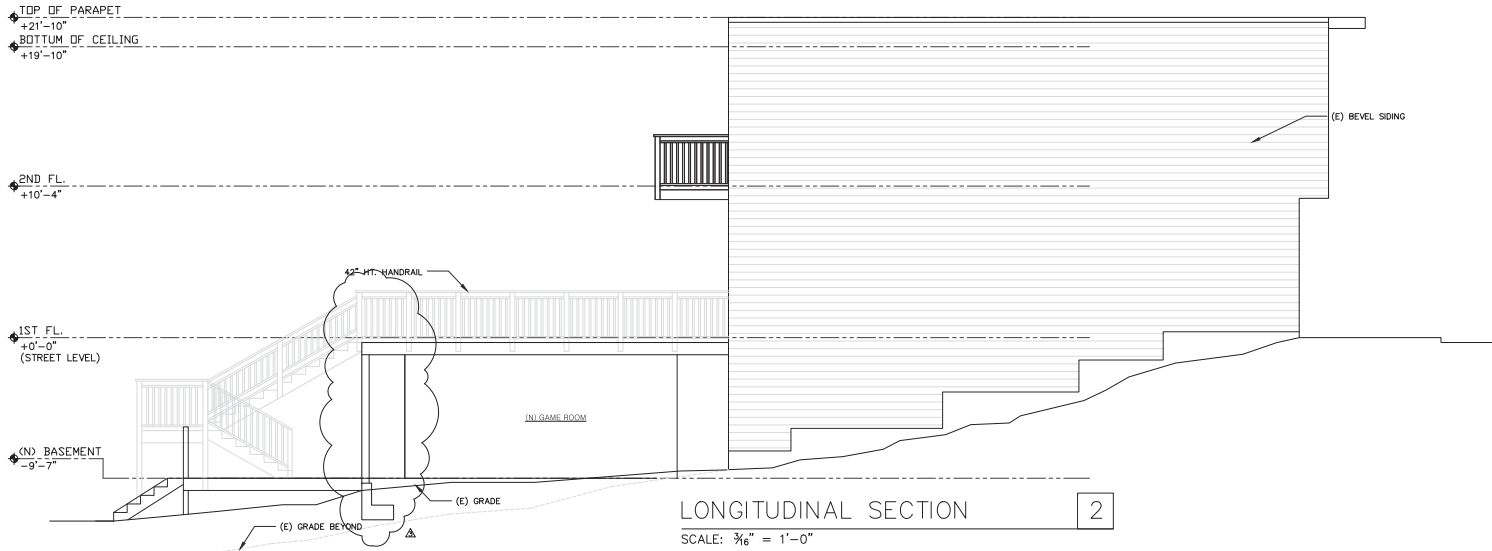 TOP OF PARAPET
+21'-10"
BOTTUM OF CEILING
+19'-10"
(E) BEVEL SIDING
2ND FL.
+10'-4"
42" HT. HANDRAIL
1ST FL.
+0'-0"
(STREET LEVEL)
(N) GAME ROOM
(N) BASEMENT
-9'-7"
(E) GRADE
(E) GRADE BEYOND
LONGITUDINAL SECTION
2
SCALE: 3/16" = 1'-0"